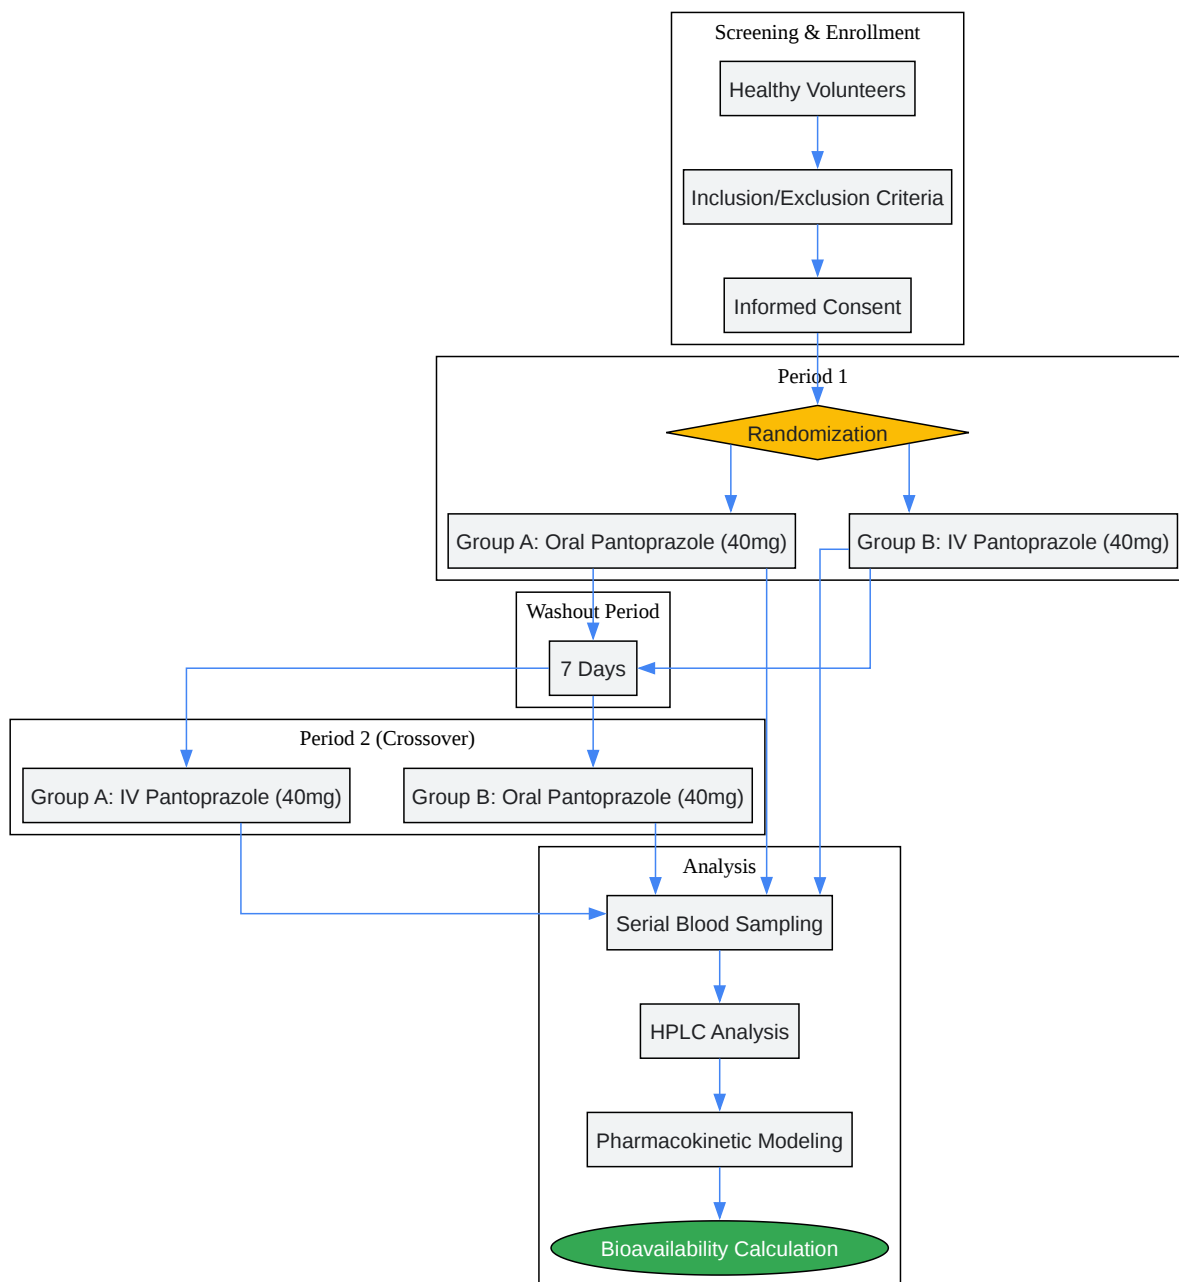 Screening & Enrollment
Healthy Volunteers
Inclusion/Exclusion Criteria
Informed Consent
Period 1
Randomization
Group A: Oral Pantoprazole (40mg)
Group B: IV Pantoprazole (40mg)
Washout Period
7 Days
Period 2 (Crossover)
Group A: IV Pantoprazole (40mg)
Group B: Oral Pantoprazole (40mg)
Analysis
Serial Blood Sampling
HPLC Analysis
Pharmacokinetic Modeling
Bioavailability Calculation